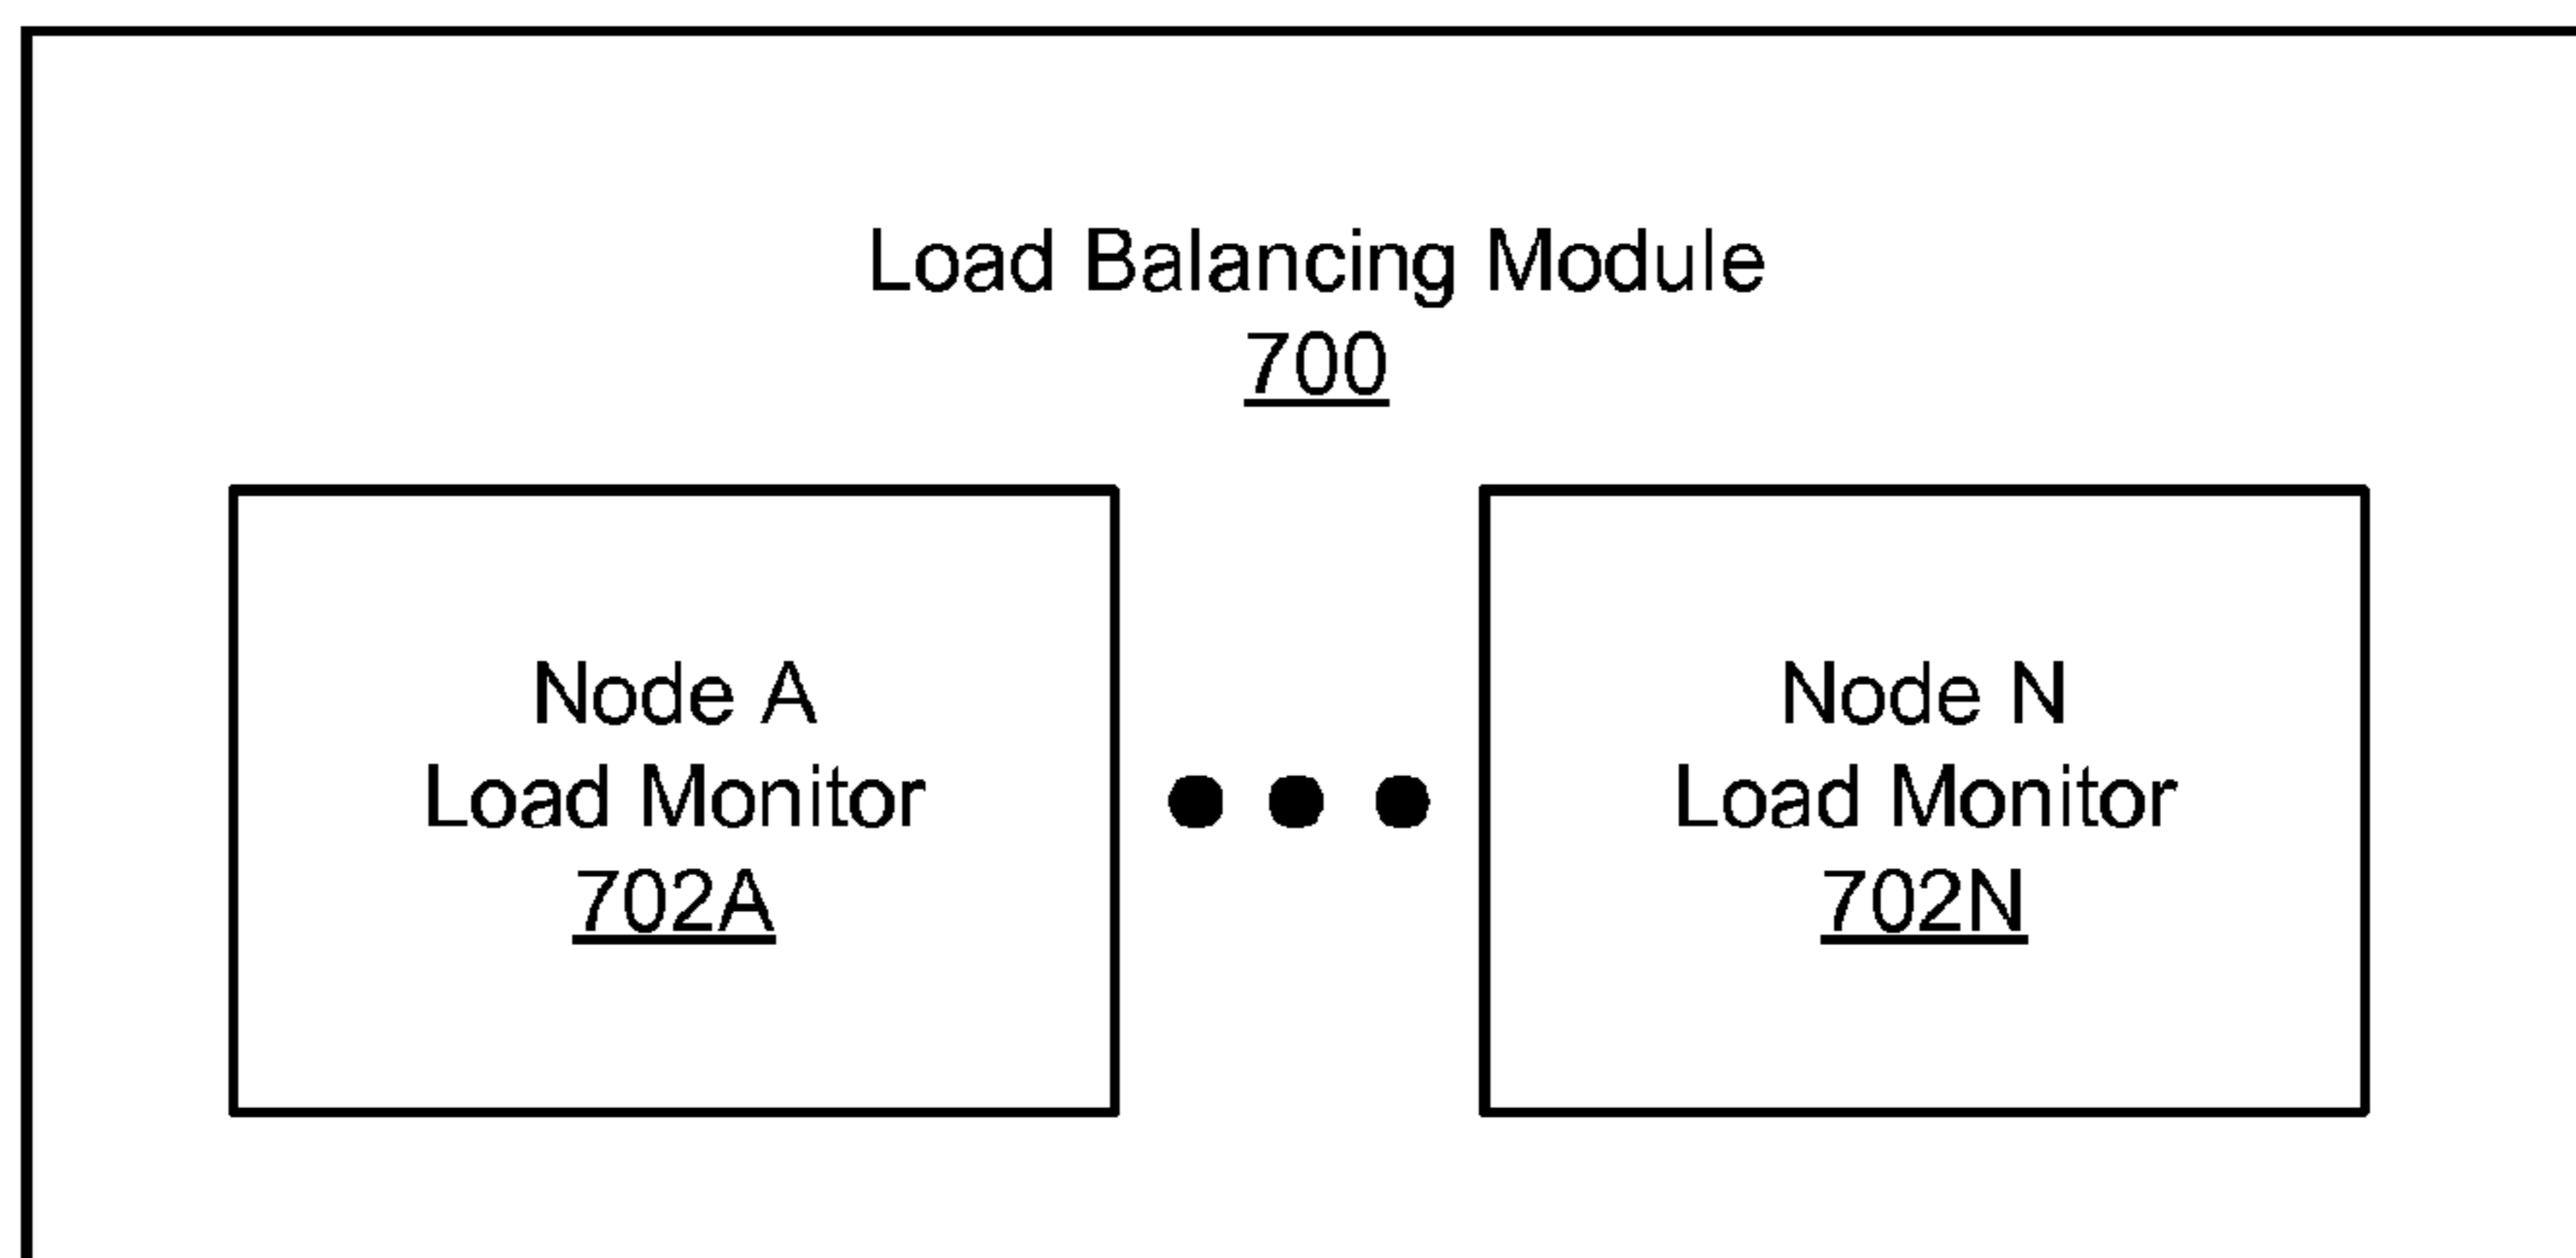 Load Balancing Module
700
Node A
Load Monitor
702A
Node N
Load Monitor
702N